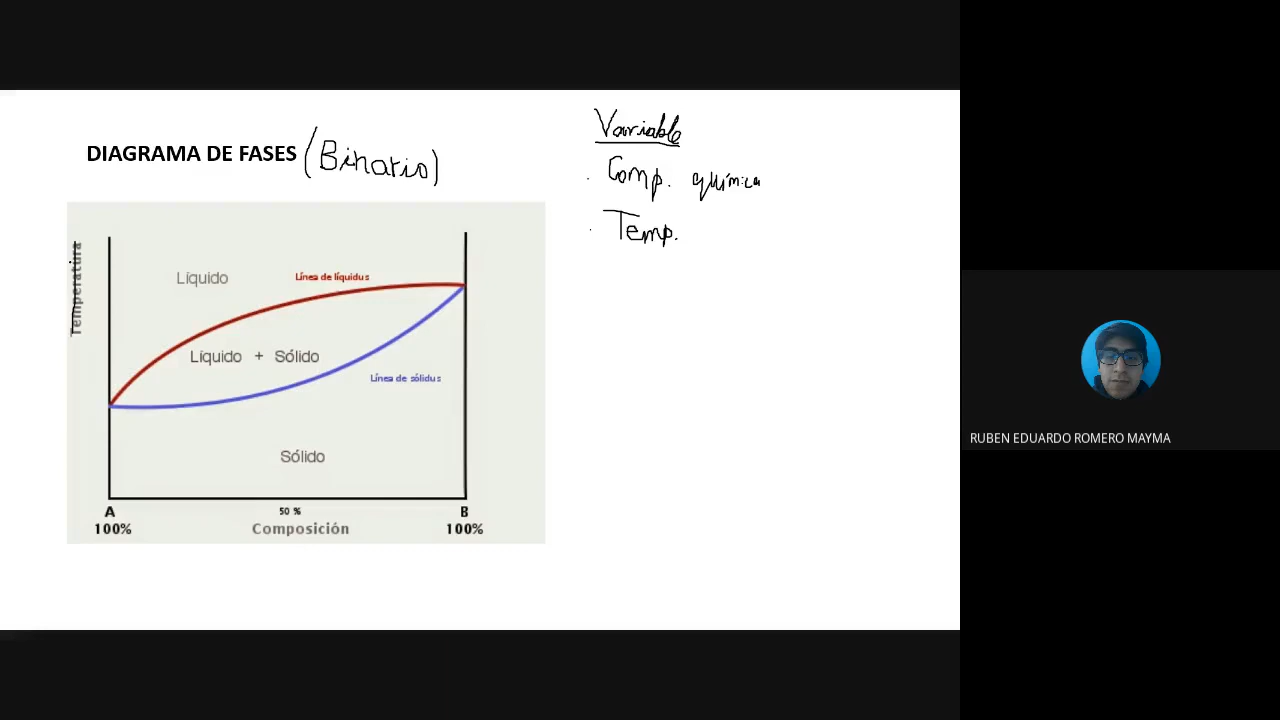 DIAGRAMA DE FASES (Binario)
Temperatura
Líquido
Línea de líquidus
Líquido + Sólido
Línea de sólidus
Sólido
A 50 % B
100% Composición 100%
Variable
. Comp. química
. Temp.
RUBEN EDUARDO ROMERO MAYMA